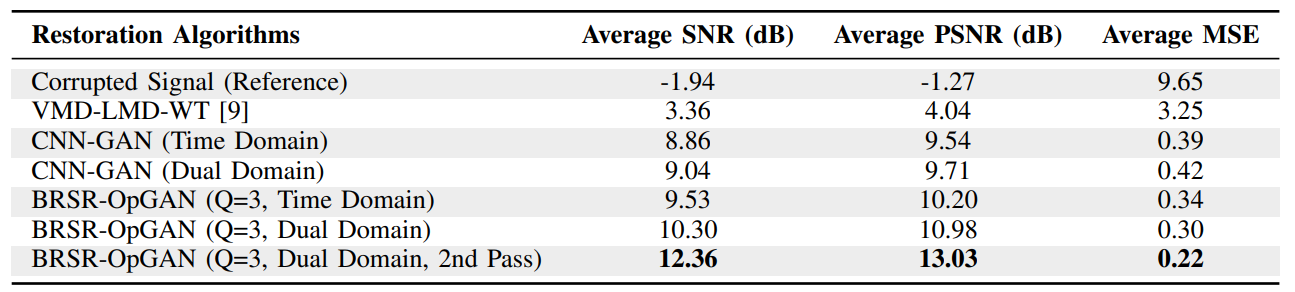 Restoration Algorithms Average SNR (dB) Average PSNR (dB) Average MSE
Corrupted Signal (Reference) -1.94 -1.27 9.65
VMD-LMD-WT [9] 3.36 4.04 3.25
CNN-GAN (Time Domain) 8.86 9.54 0.39
CNN-GAN (Dual Domain) 9.04 9.71 0.42
BRSR-OpGAN (Q=3, Time Domain) 9.53 10.20 0.34
BRSR-OpGAN (Q=3, Dual Domain) 10.30 10.98 0.30
BRSR-OpGAN (Q=3, Dual Domain, 2nd Pass) 12.36 13.03 0.22